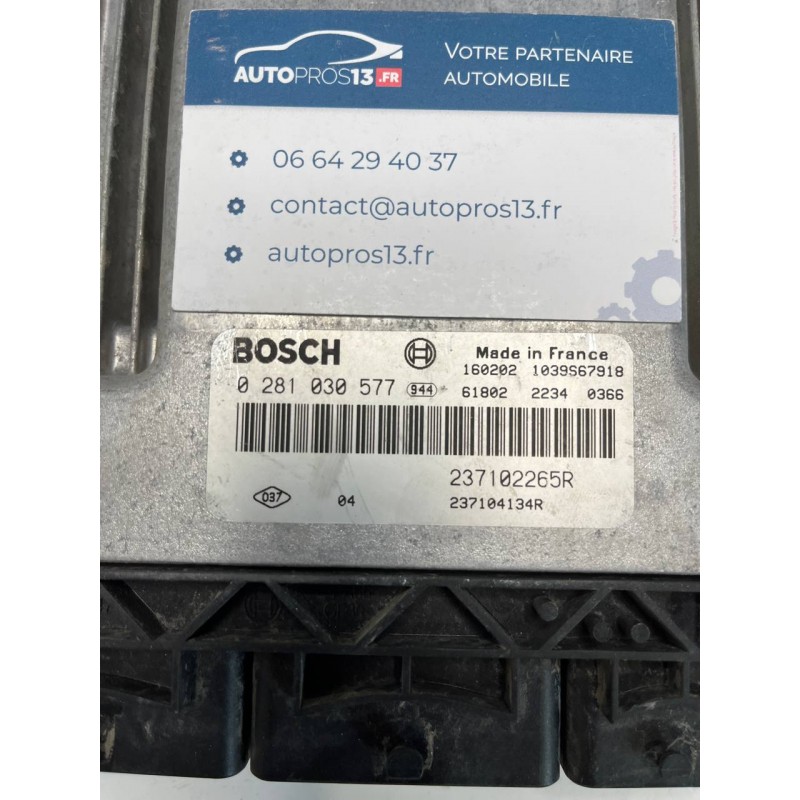 AUTOPROS13.FR
VOTRE PARTENAIRE
AUTOMOBILE
06 64 29 40 37
contact@autopros13.fr
autopros13.fr
BOSCH
Made in France
160202 1039S67918
0 281 030 577 944 61802 2234 0366
237102265R
037 04 237104134R